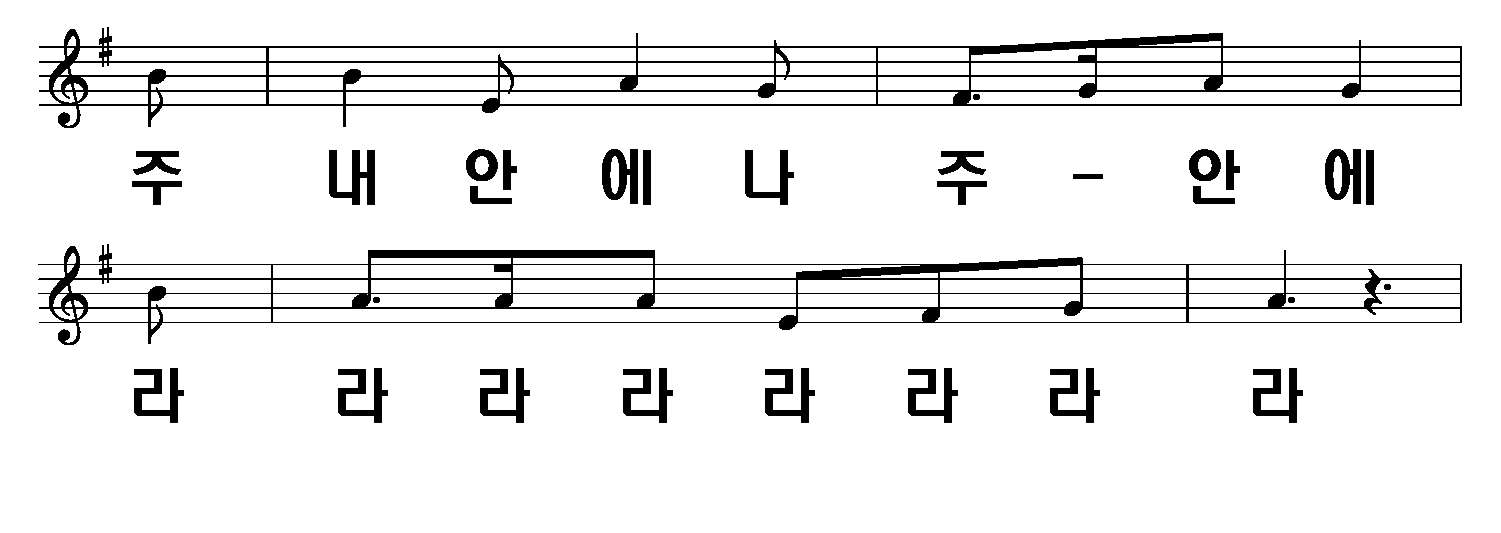 주 내 안 에 나 주 - 안 에
라 라 라 라 라 라 라 라